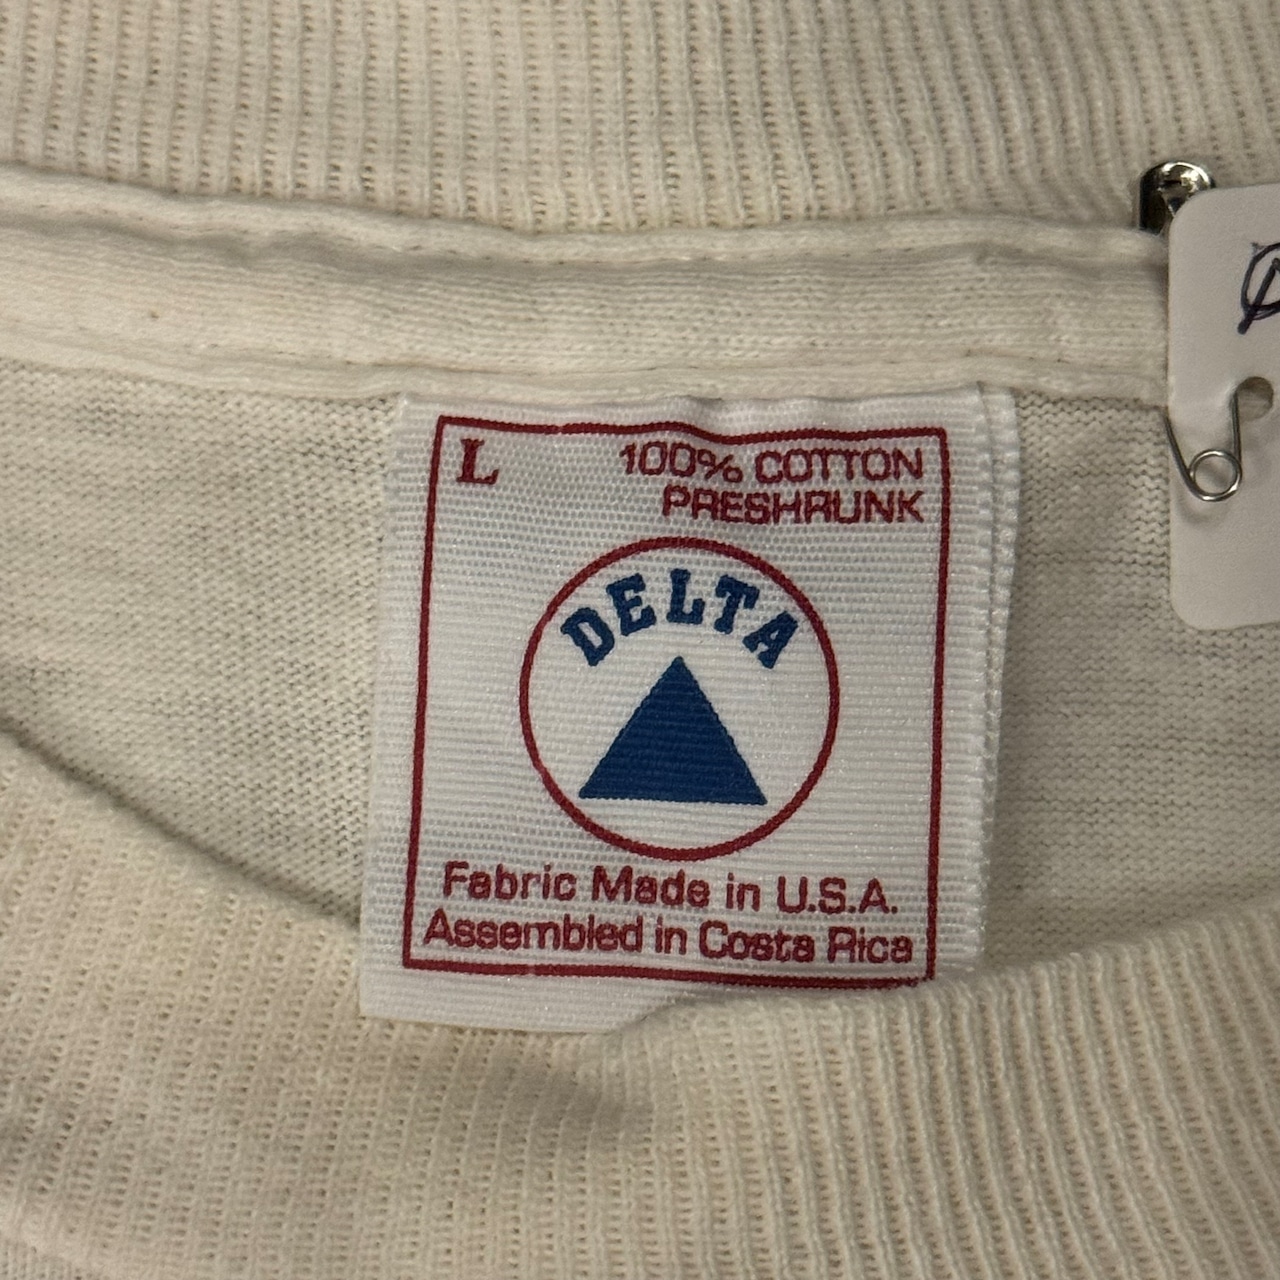 L
100% COTTON
PRESHRUNK
DELTA
Fabric Made in U.S.A.
Assembled in Costa Rica